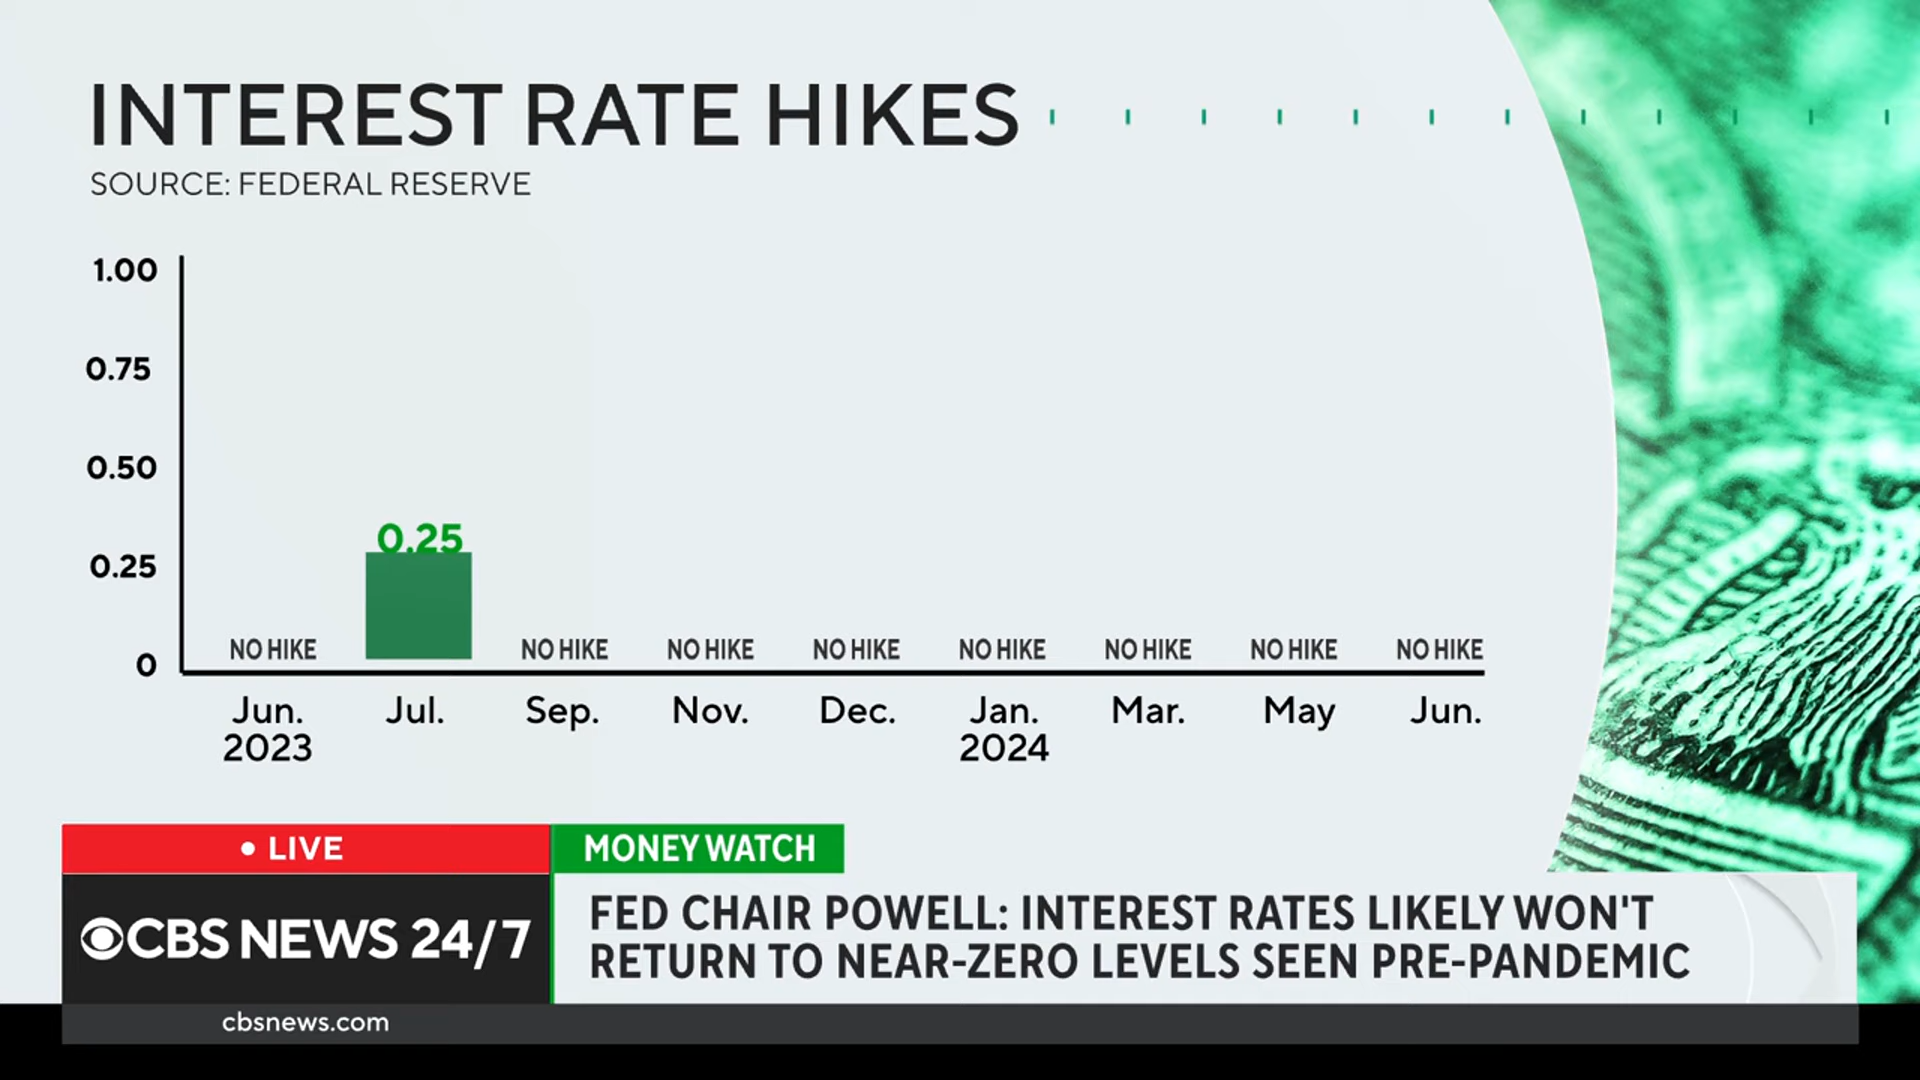 INTEREST RATE HIKES
SOURCE: FEDERAL RESERVE
1.00
0.75
0.50
0.25
0
0.25
NO HIKE NO HIKE NO HIKE NO HIKE NO HIKE NO HIKE NO HIKE NO HIKE
Jun. Jul. Sep. Nov. Dec. Jan. Mar. May Jun.
2023 2024
LIVE
MONEY WATCH
CBS NEWS 24/7
FED CHAIR POWELL: INTEREST RATES LIKELY WON'T
RETURN TO NEAR-ZERO LEVELS SEEN PRE-PANDEMIC
cbsnews.com